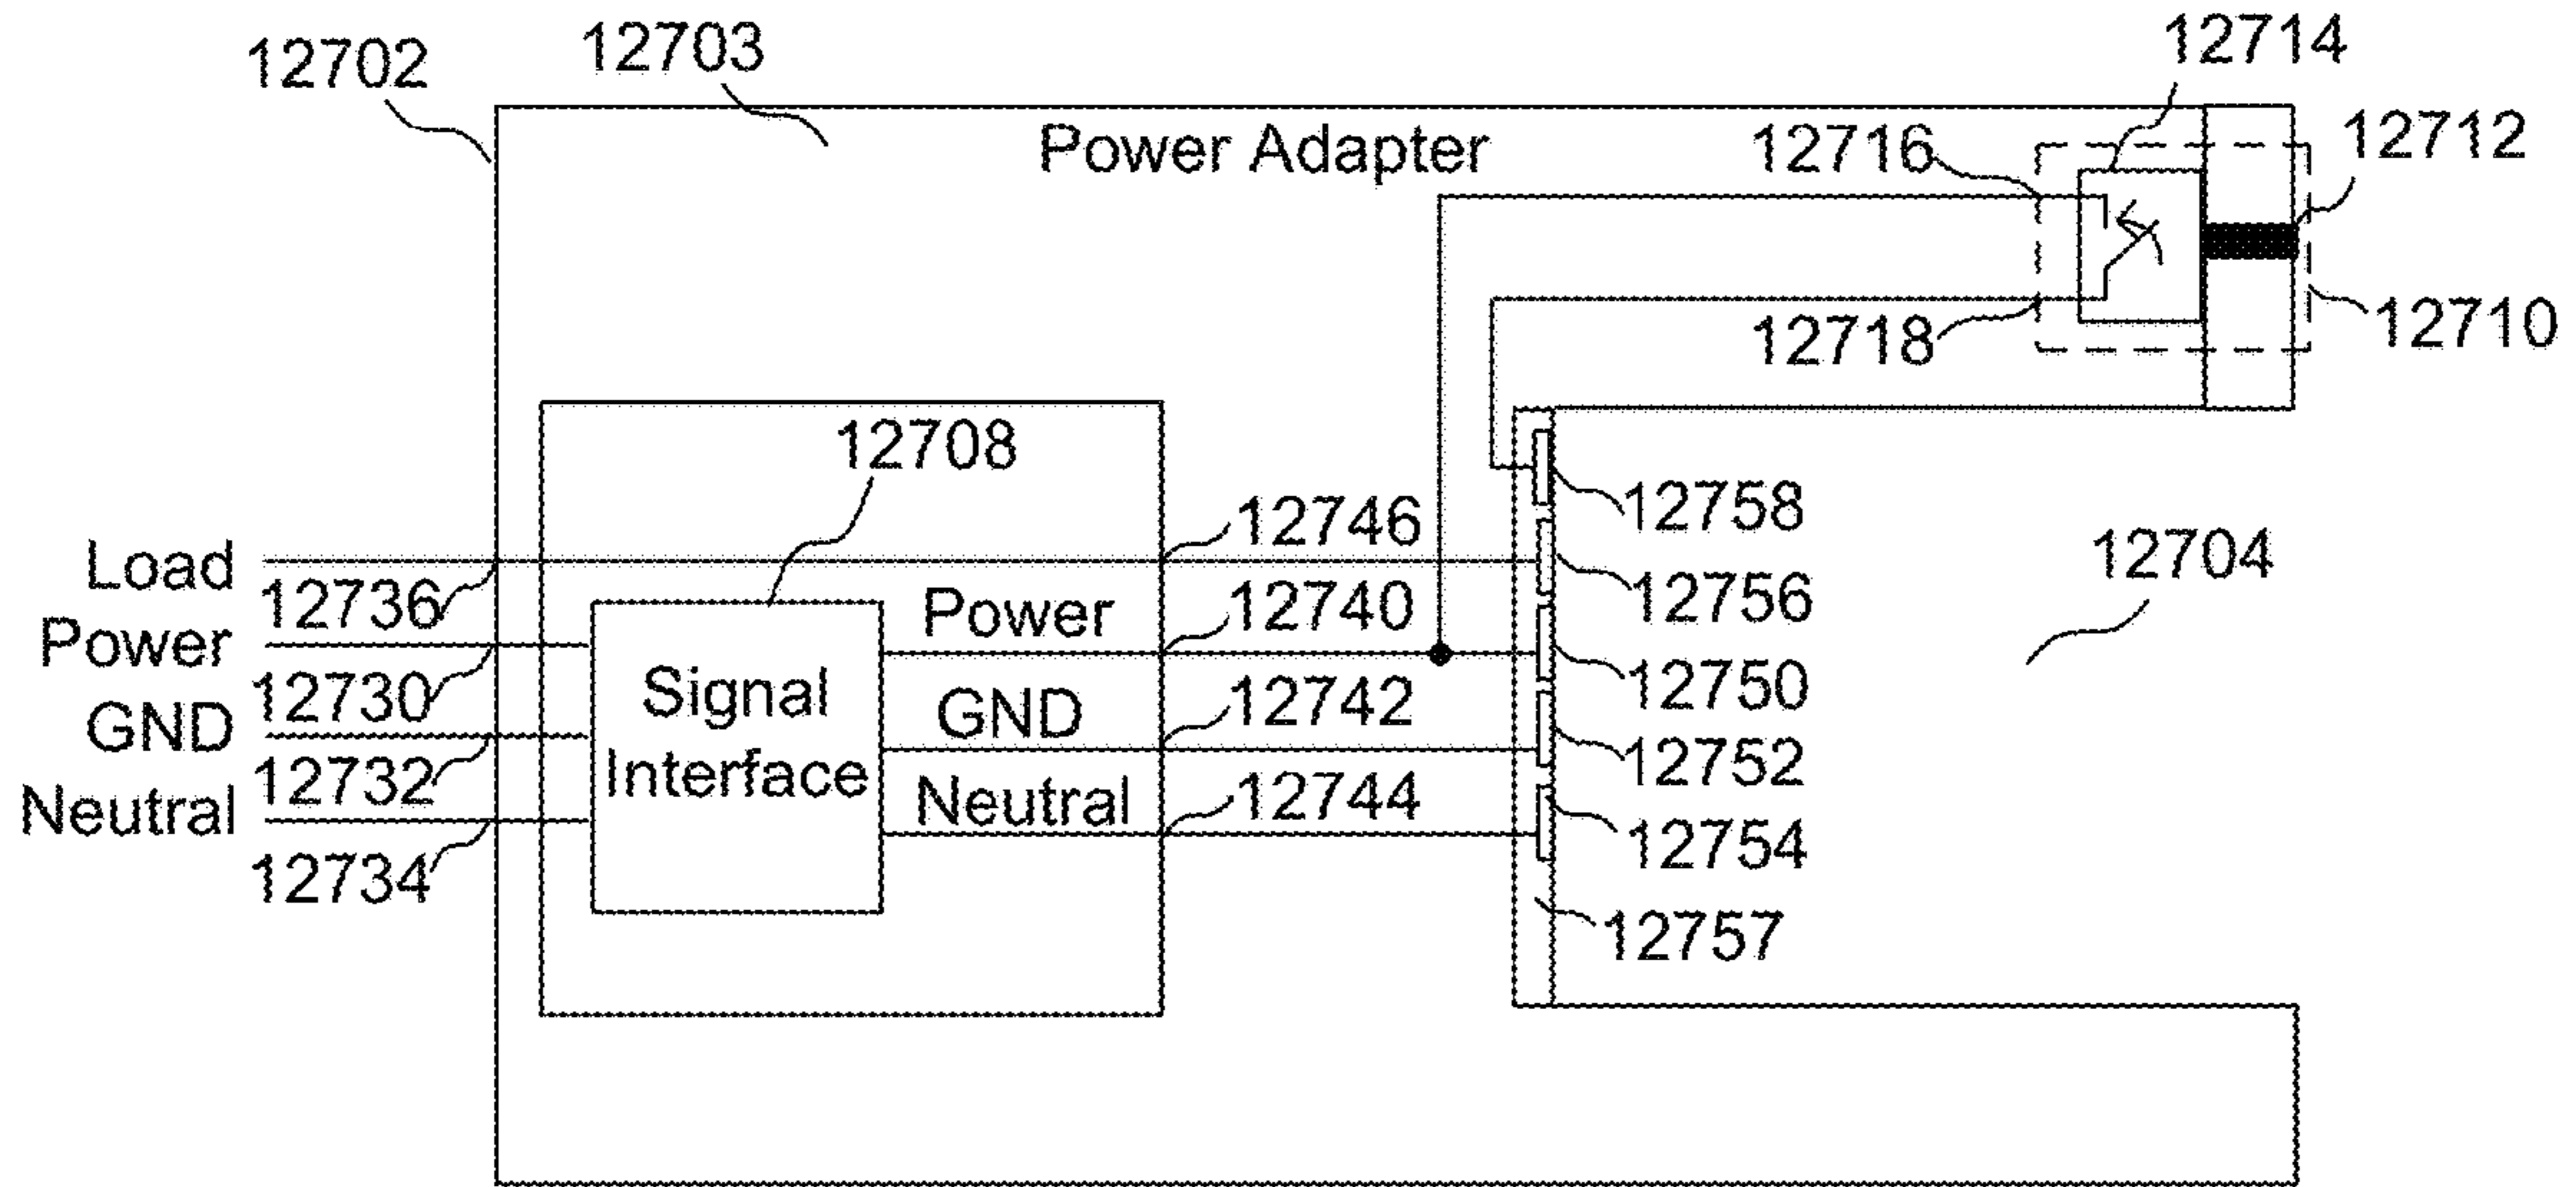 12702
12703
12714
Power Adapter
12716
12712
12718
12710
12708
12758
12746
12704
Load
12736
Power
12740
12756
Power
12730
Signal
Interface
GND
12742
12750
GND
12732
12752
Neutral
Neutral
12744
12754
12734
12757